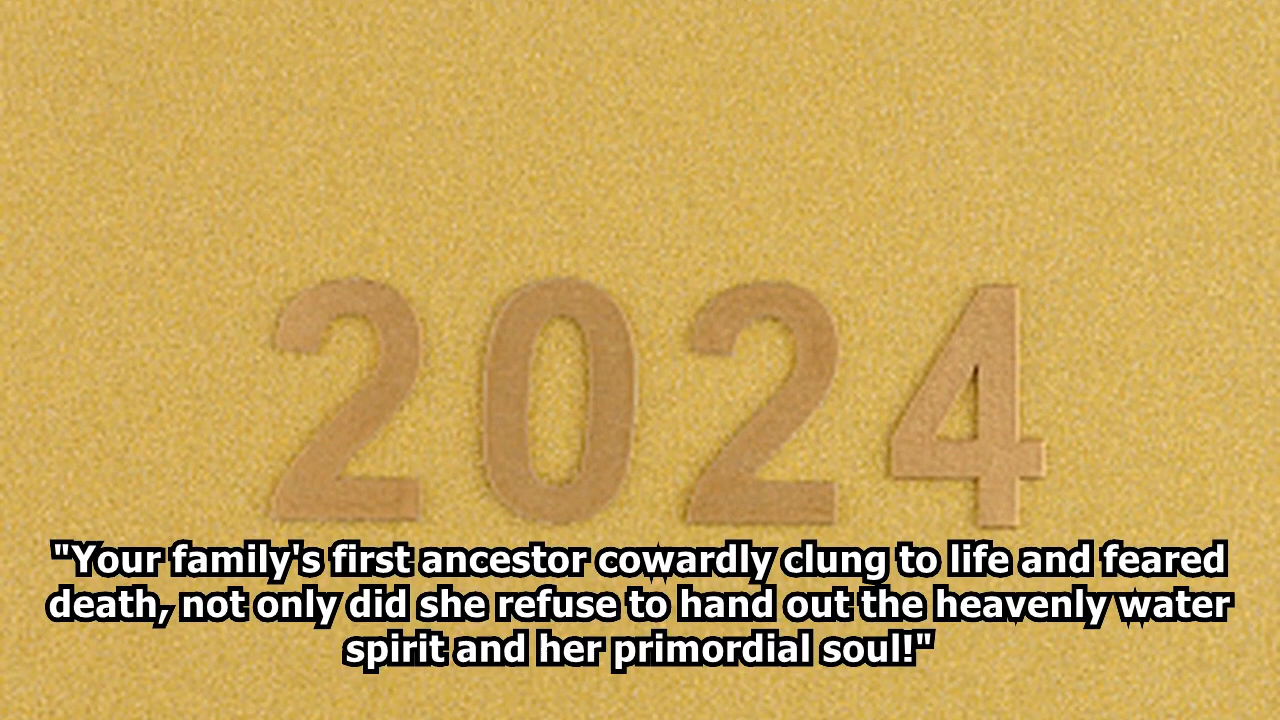 2024
"Your family's first ancestor cowardly clung to life and feared
death, not only did she refuse to hand out the heavenly water
spirit and her primordial soul!"